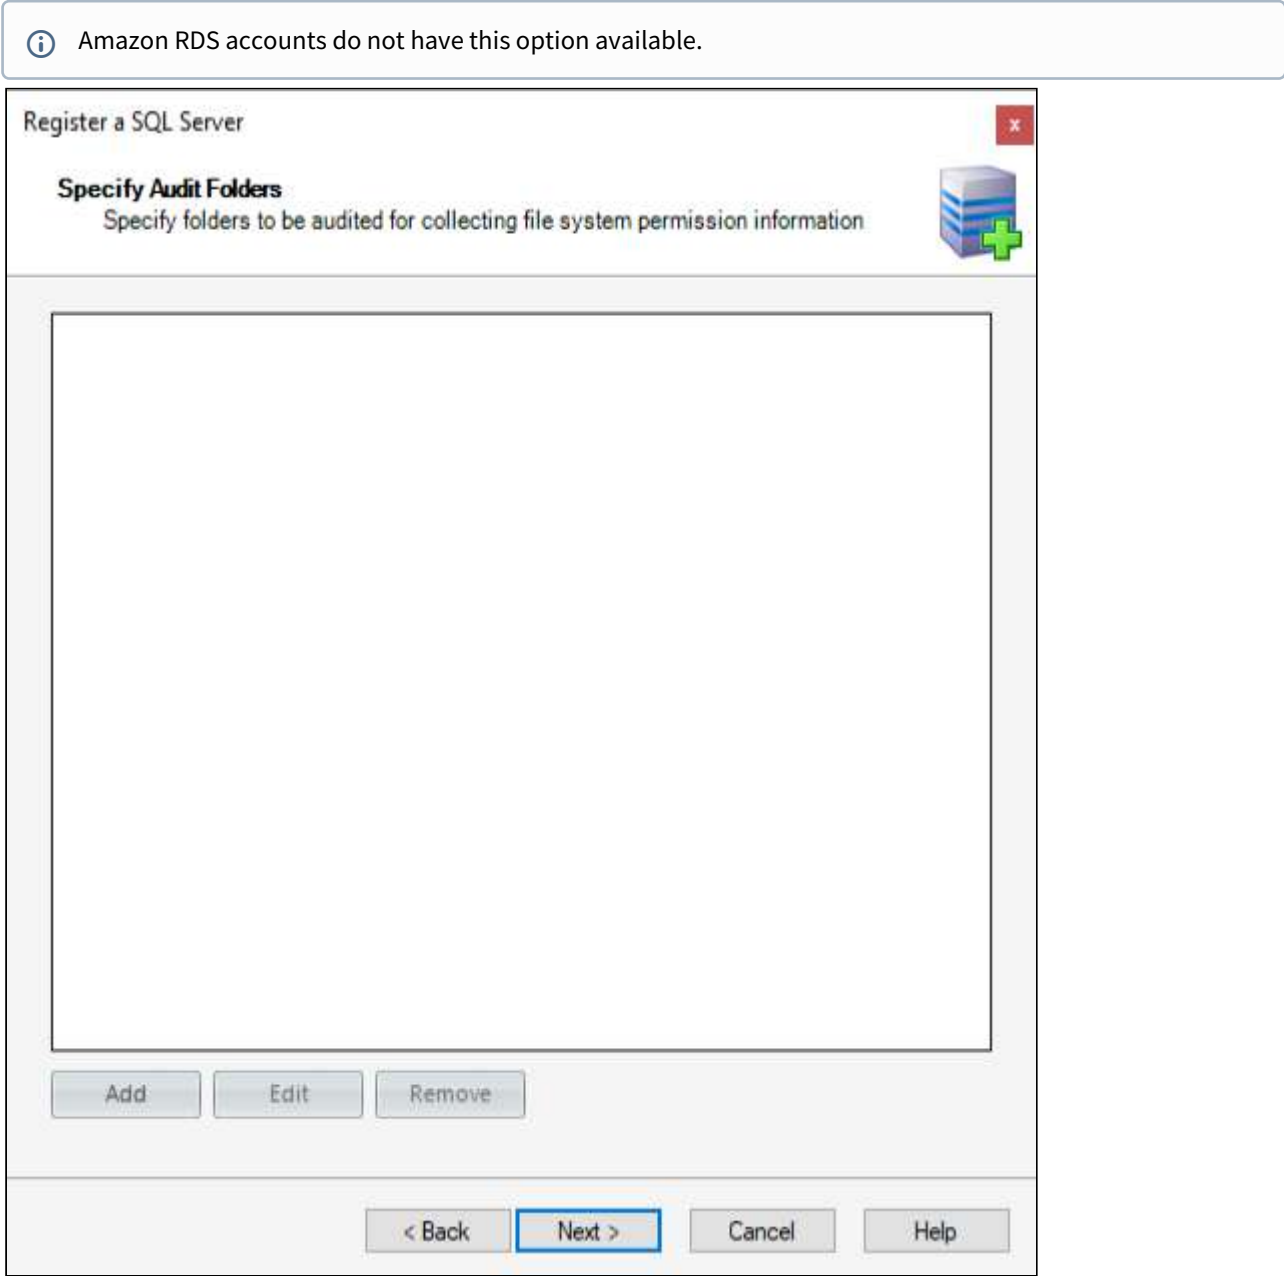 Amazon RDS accounts do not have this option available.
Register a SQL Server
x
Specify Audit Folders
Specify folders to be audited for collecting file system permission information
Add Edit Remove
< Back Next > Cancel Help